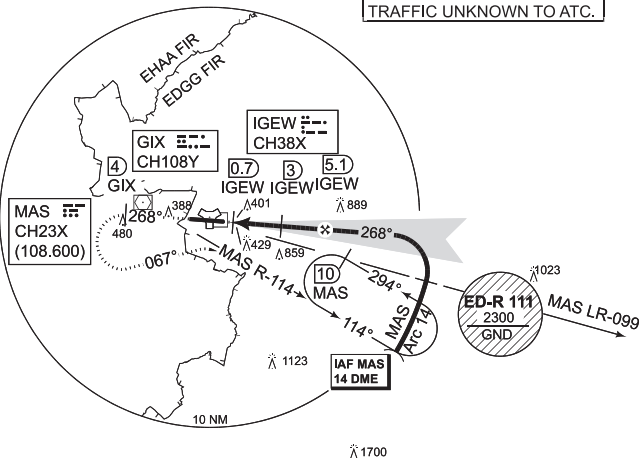 TRAFFIC UNKNOWN TO ATC.
EHAA FIR
EDGG FIR
IGEW
CH38X
GIX
CH108Y
4
GIX
0.7
IGEW
3
IGEW
5.1
IGEW
MAS
CH23X
(108.600)
268°
388
480
401
889
429
859
268°
067°
MAS R-114
114°
10
MAS
294°
MAS
Arc 14
ED-R 111
2300
GND
1023
MAS LR-099
IAF MAS
14 DME
1123
10 NM
1700